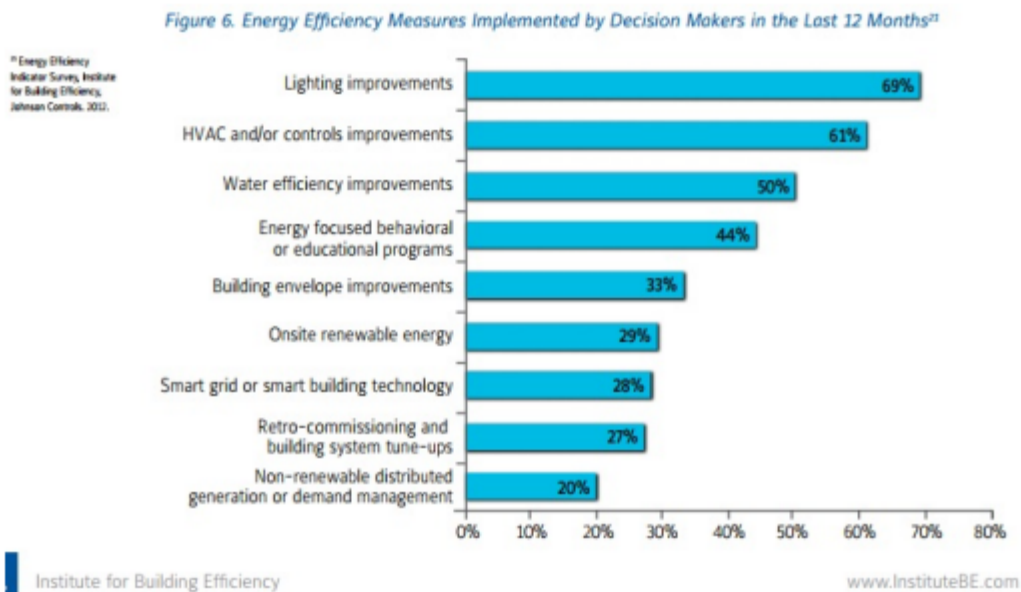 Figure 6. Energy Efficiency Measures Implemented by Decision Makers in the Last 12 Months²¹
²¹ Energy Efficiency
Indicator Survey, Institute
for Building Efficiency,
Johnson Controls. 2012.
Lighting improvements
69%
HVAC and/or controls improvements
61%
Water efficiency improvements
50%
Energy focused behavioral
or educational programs
44%
Building envelope improvements
33%
Onsite renewable energy
29%
Smart grid or smart building technology
28%
Retro-commissioning and
building system tune-ups
27%
Non-renewable distributed
generation or demand management
20%
0% 10% 20% 30% 40% 50% 60% 70% 80%
Institute for Building Efficiency
www.InstituteBE.com